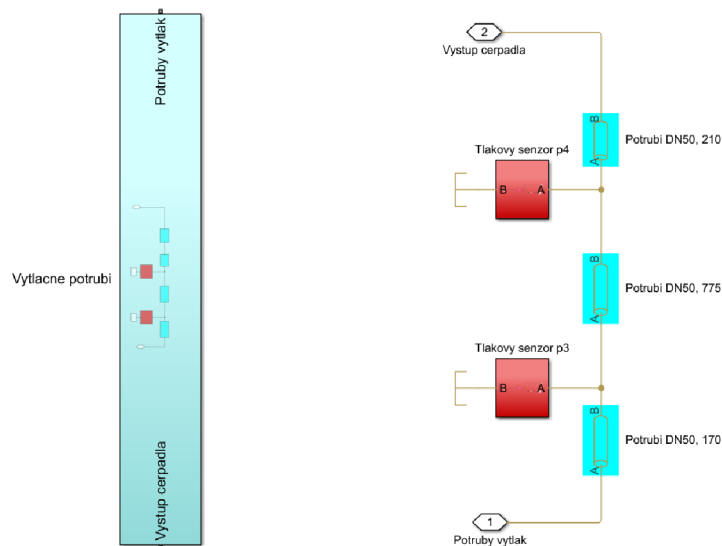 Potruby vytlak
Vytlacne potrubi
Vystup cerpadla
2
Vystup cerpadla
B
A
Potrubi DN50, 210
Tlakovy senzor p4
B
A
B
A
Potrubi DN50, 775
Tlakovy senzor p3
B
A
B
A
Potrubi DN50, 170
1
Potruby vytlak